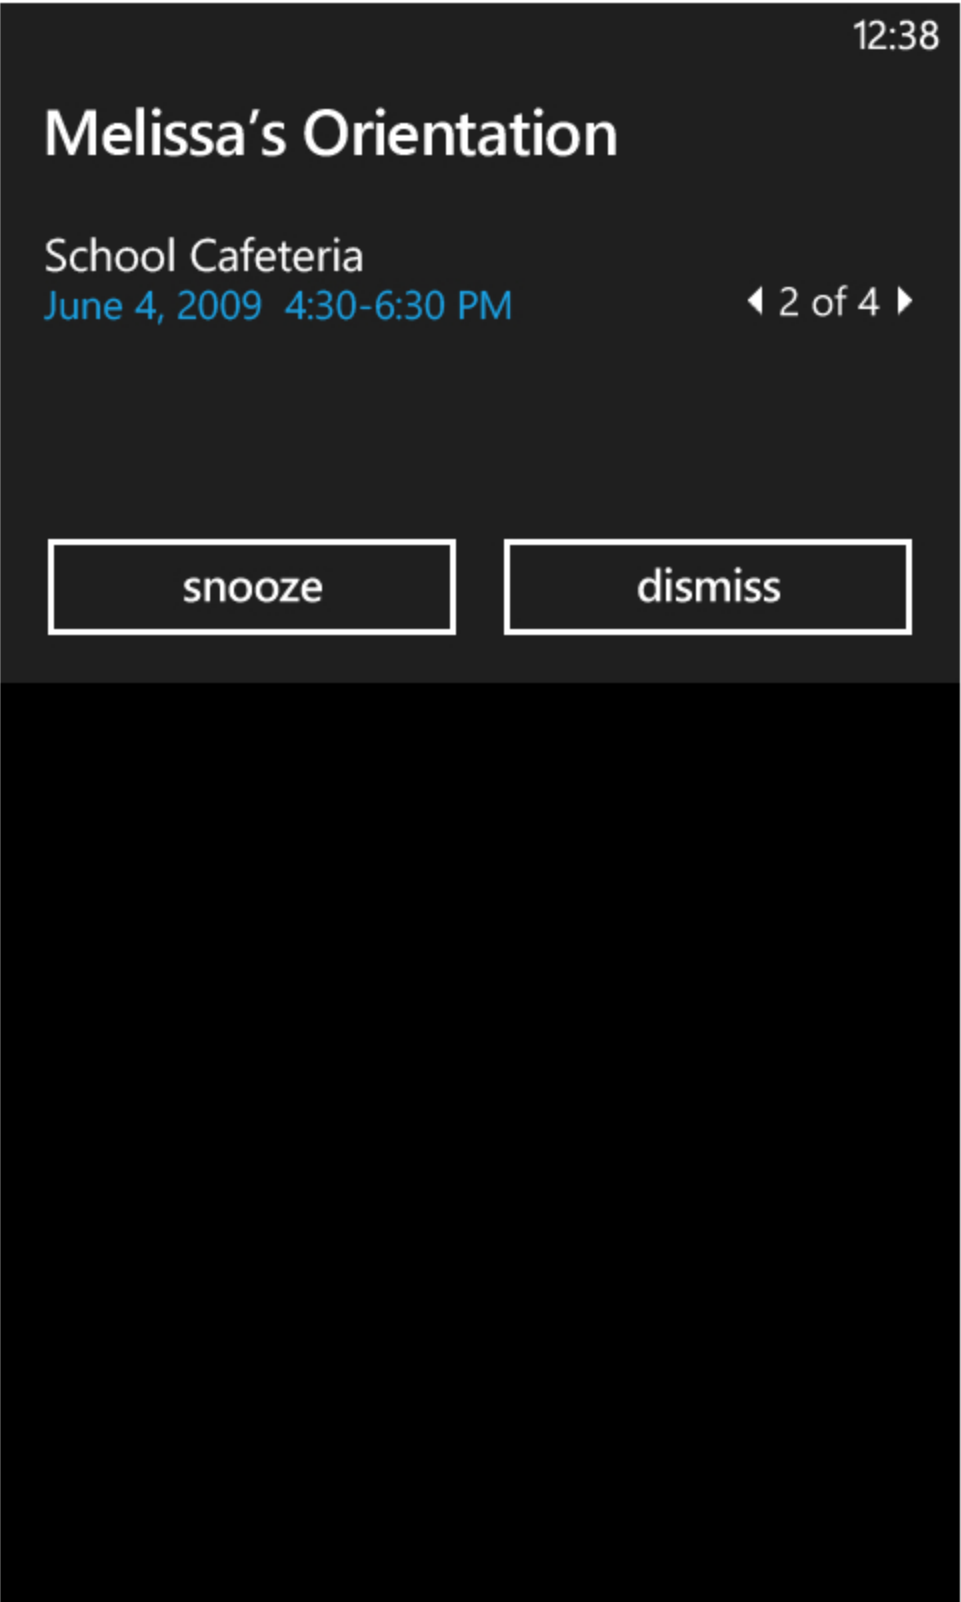 12:38
Melissa’s Orientation
School Cafeteria
June 4, 2009  4:30-6:30 PM
2 of 4
snooze
dismiss